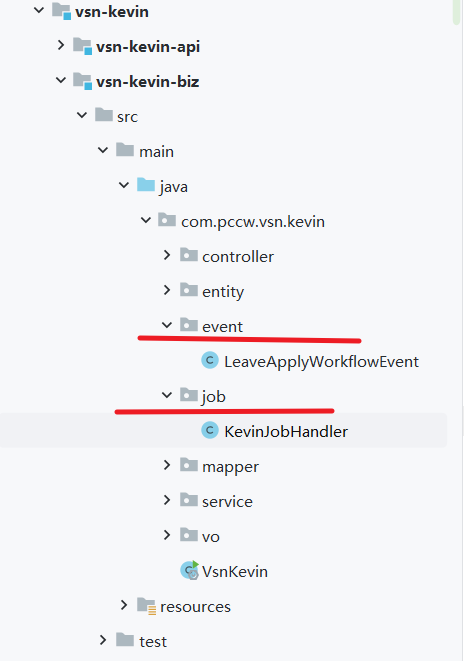 vsn-kevin
vsn-kevin-api
vsn-kevin-biz
src
main
java
com.pccw.vsn.kevin
controller
entity
event
LeaveApplyWorkflowEvent
job
KevinJobHandler
mapper
service
vo
VsnKevin
resources
test